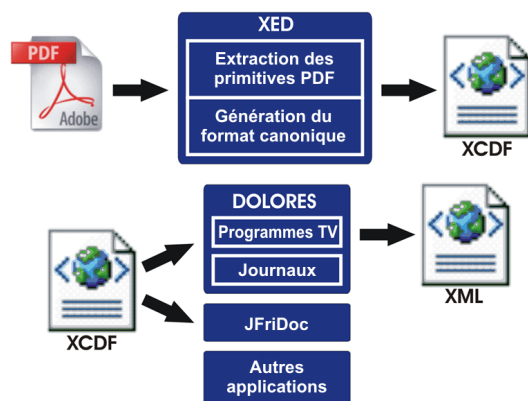 PDF
Adobe
XED
Extraction des
primitives PDF
Génération du
format canonique
XCDF
XCDF
DOLORES
Programmes TV
Journaux
JFriDoc
Autres
applications
XML